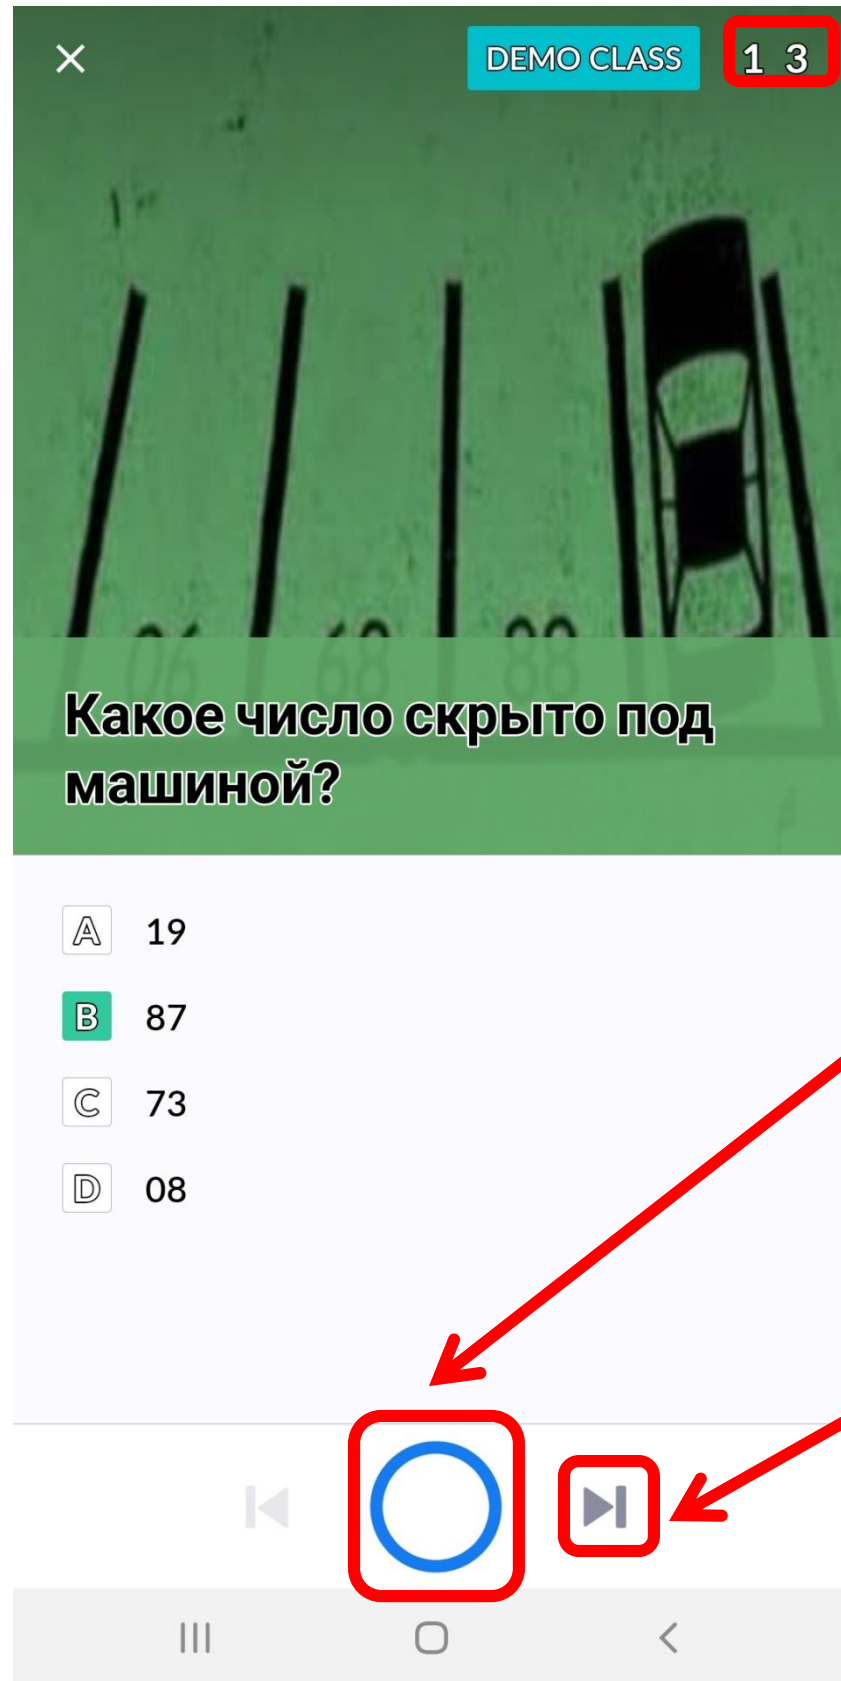 DEMO CLASS
1 3
06 68 88
Какое число скрыто под
машиной?
A 19
B 87
C 73
D 08